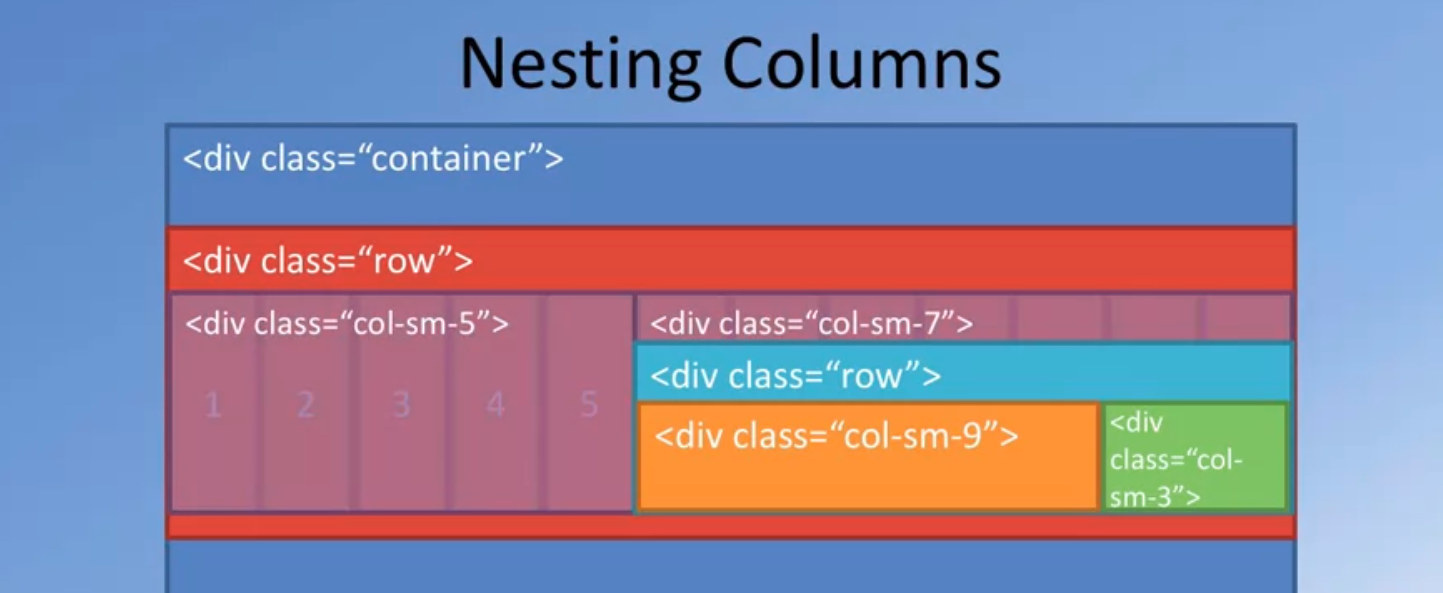 Nesting Columns
<div class=“container”>
<div class=“row”>
<div class=“col-sm-5”>
<div class=“col-sm-7”>
<div class=“row”>
1 2 3 4 5
<div class=“col-sm-9”>
<div
class=“col-
sm-3”>